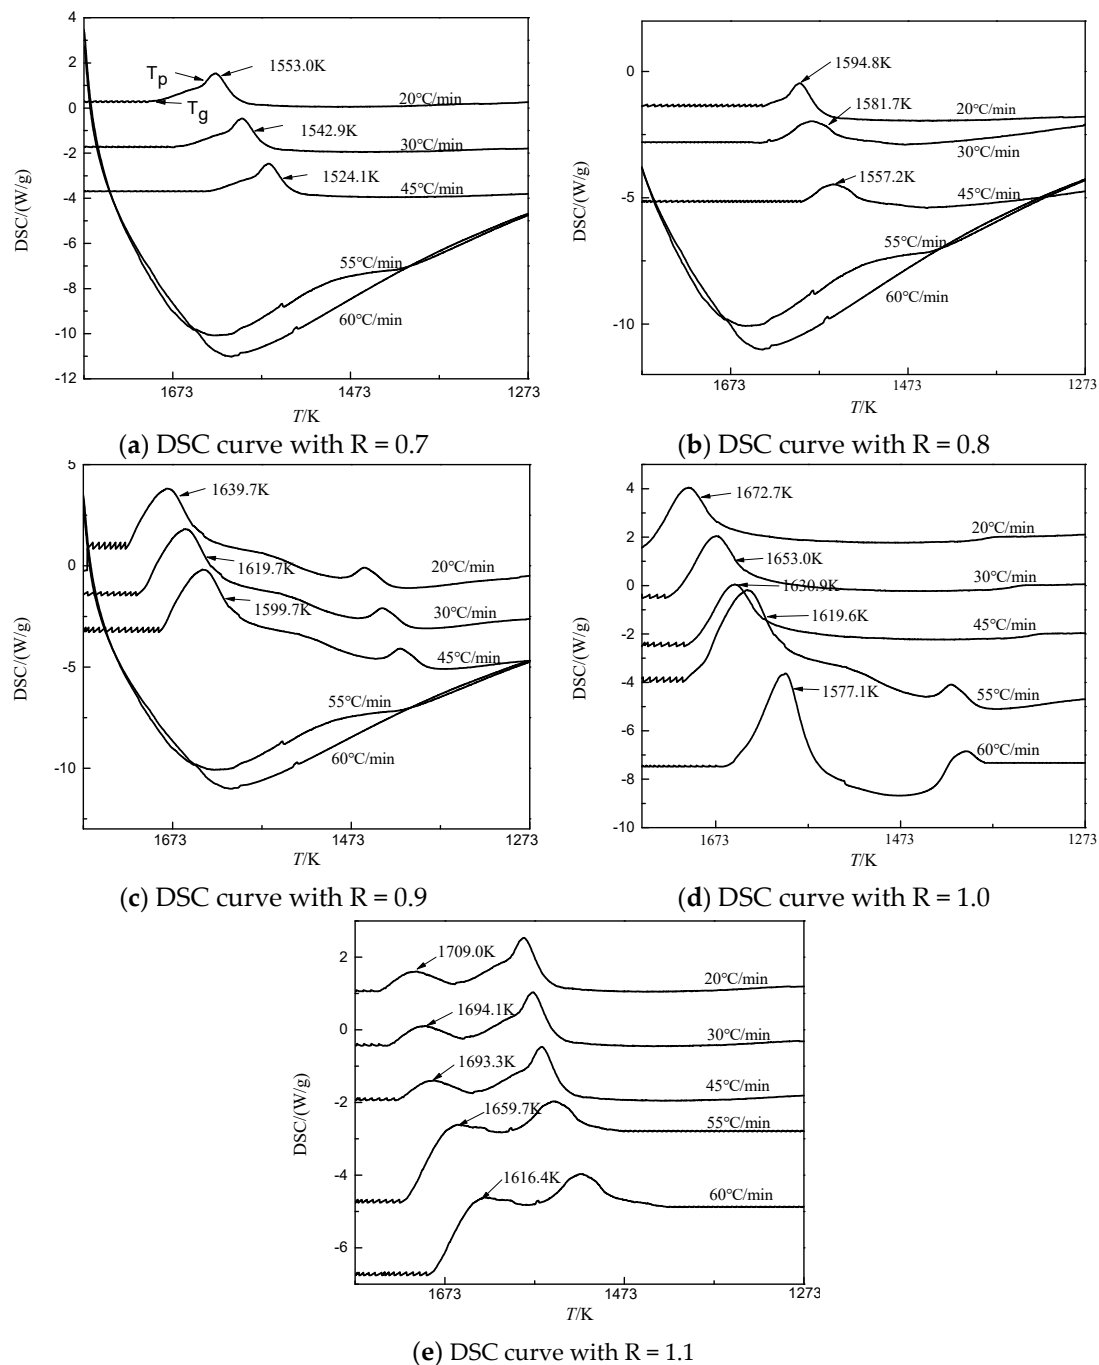 4
2
0
-2
-4
-6
-8
-10
-12
DSC/(W/g)
Tp
Tg
1553.0K
20°C/min
1542.9K
30°C/min
1524.1K
45°C/min
55°C/min
60°C/min
1673
1473
1273
T/K
(a) DSC curve with R = 0.7
0
-5
-10
DSC/(W/g)
1594.8K
1581.7K
20°C/min
30°C/min
1557.2K
45°C/min
55°C/min
60°C/min
1673
1473
1273
T/K
(b) DSC curve with R = 0.8
5
0
-5
-10
DSC/(W/g)
1639.7K
1619.7K
20°C/min
1599.7K
30°C/min
45°C/min
55°C/min
60°C/min
1673
1473
1273
T/K
(c) DSC curve with R = 0.9
4
2
0
-2
-4
-6
-8
-10
DSC/(W/g)
1672.7K
20°C/min
1653.0K
30°C/min
1630.9K
1619.6K
45°C/min
55°C/min
1577.1K
60°C/min
1673
1473
1273
T/K
(d) DSC curve with R = 1.0
2
0
-2
-4
-6
DSC/(W/g)
1709.0K
20°C/min
1694.1K
30°C/min
1693.3K
45°C/min
1659.7K
55°C/min
1616.4K
60°C/min
1673
1473
1273
T/K
(e) DSC curve with R = 1.1